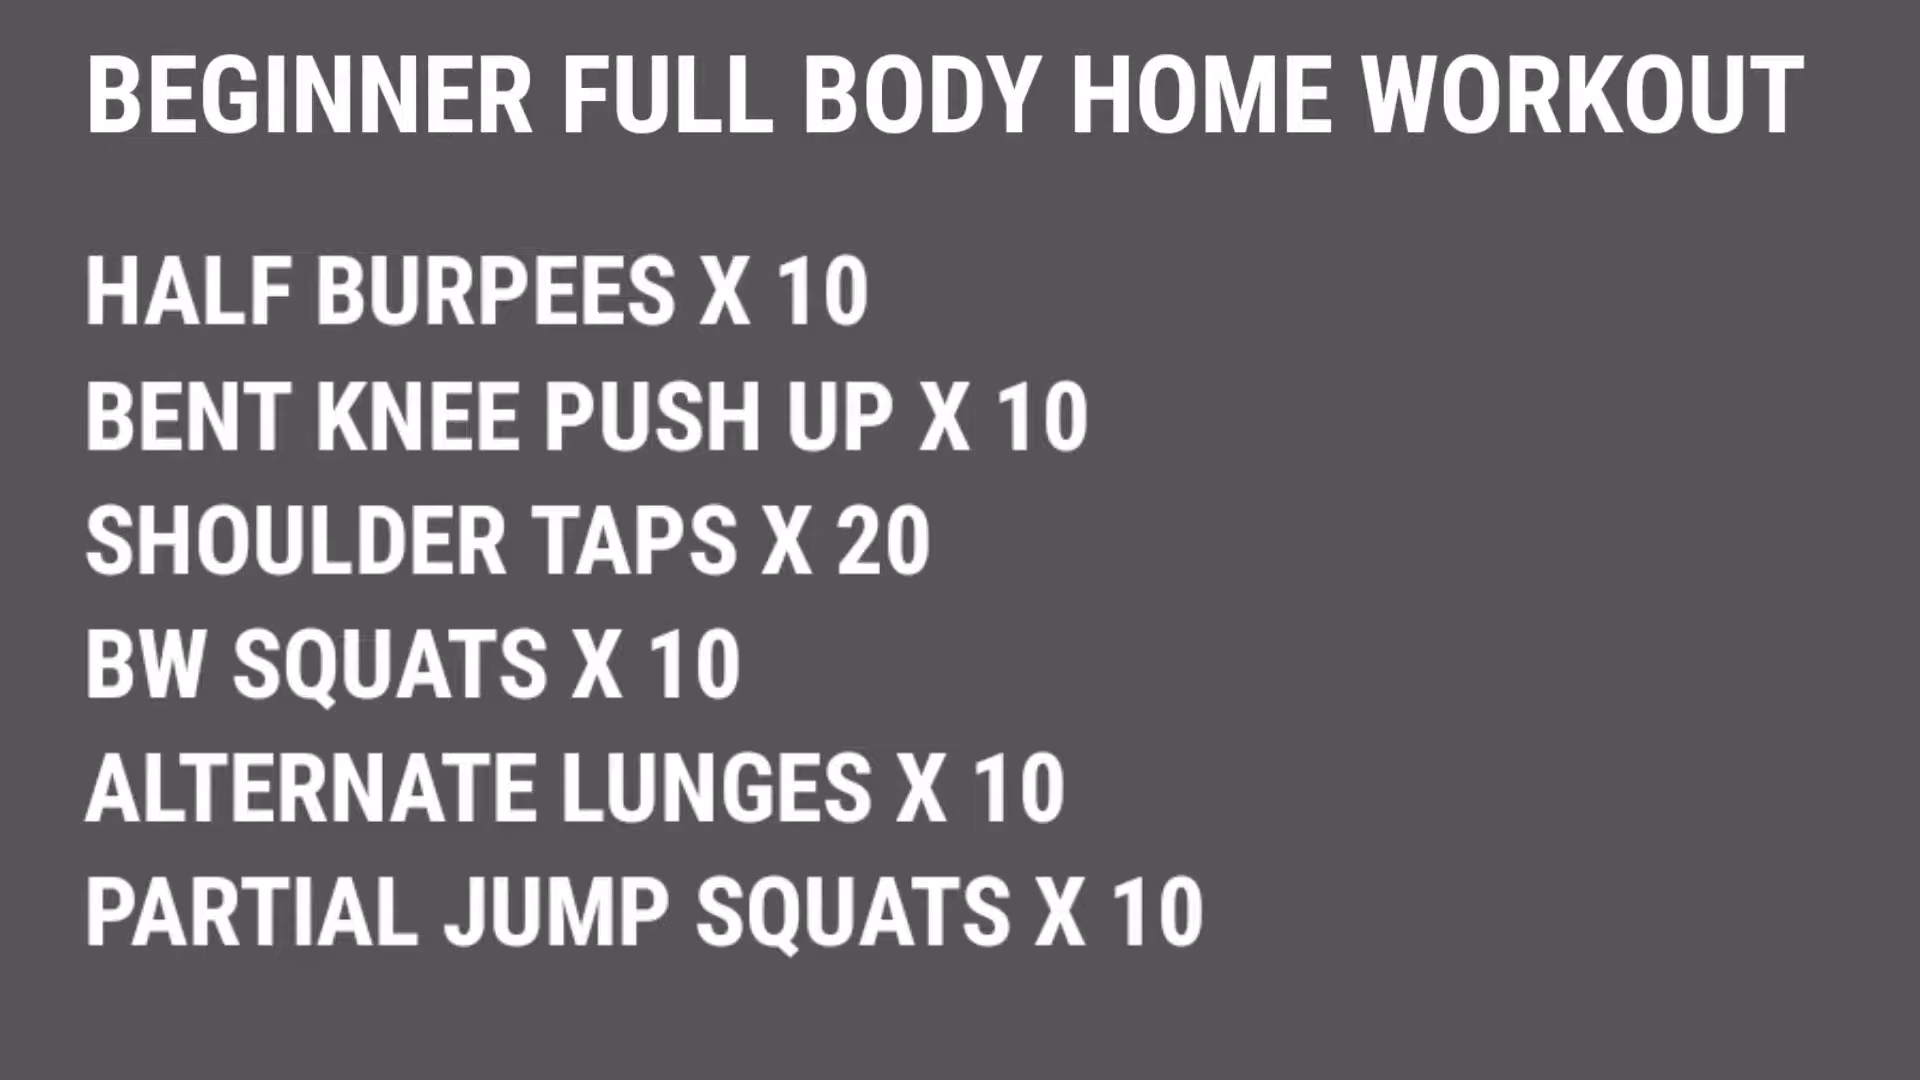 BEGINNER FULL BODY HOME WORKOUT
HALF BURPEES X 10
BENT KNEE PUSH UP X 10
SHOULDER TAPS X 20
BW SQUATS X 10
ALTERNATE LUNGES X 10
PARTIAL JUMP SQUATS X 10